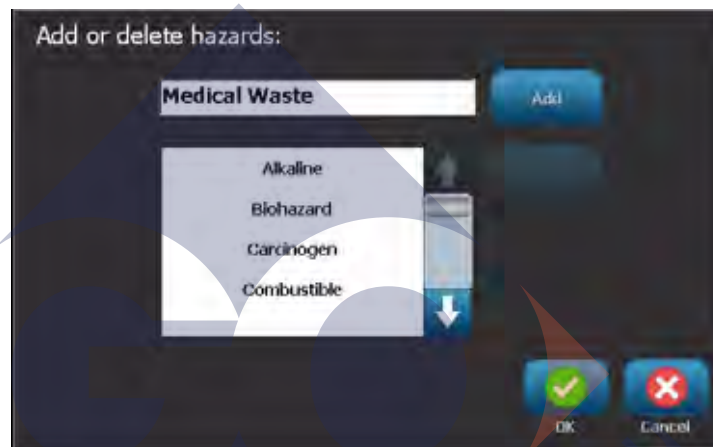 Add or delete hazards:
Medical Waste
Add
Alkaline
Biohazard
Carcinogen
Combustible
OK
Cancel